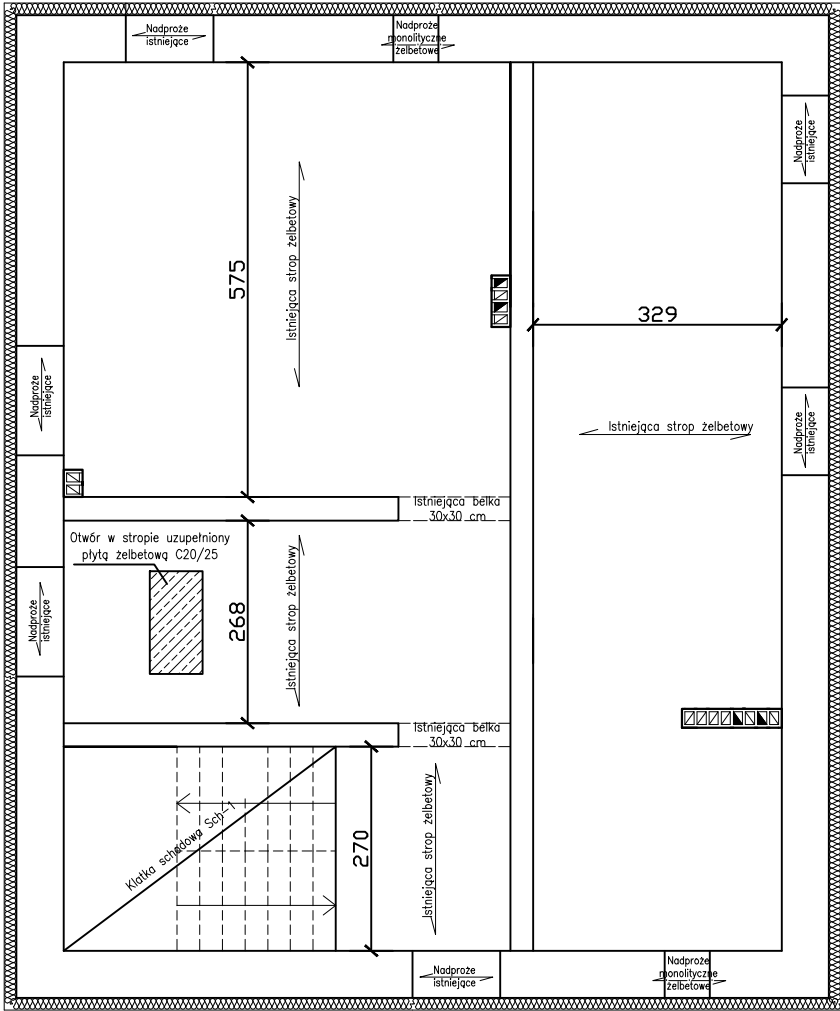 Nadproże
istniejące
Nadproże
monolityczne
żelbetowe
Nadproże
istniejące
575
Istniejąca strop żelbetowy
329
Nadproże
istniejące
Istniejąca strop żelbetowy
Nadproże
istniejące
Istniejąca belka
30x30 cm
Otwór w stropie uzupełniony
płytą żelbetową C20/25
268
Istniejąca strop żelbetowy
Nadproże
istniejące
Istniejąca belka
30x30 cm
Klatka schadowa Sch-1
270
Istniejąca strop żelbetowy
Nadproże
istniejące
Nadproże
monolityczne
żelbetowe